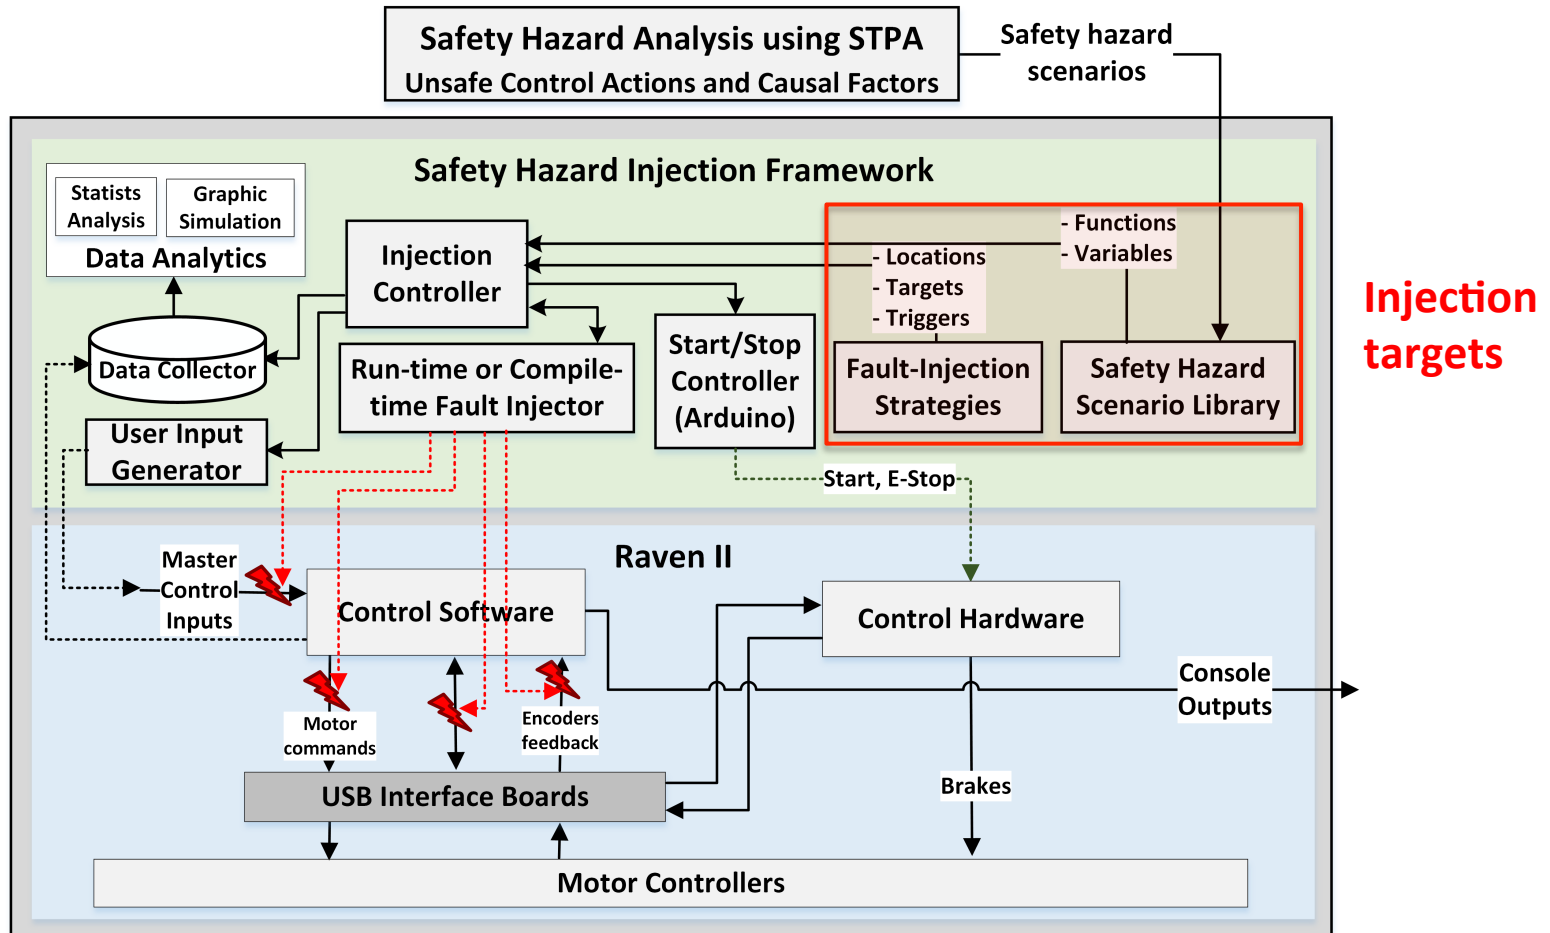 Safety Hazard Analysis using STPA
Unsafe Control Actions and Causal Factors
Safety hazard
scenarios
Safety Hazard Injection Framework
Statists
Analysis
Graphic
Simulation
Data Analytics
Injection
Controller
- Functions
- Variables
- Locations
- Targets
- Triggers
Injection
targets
Data Collector
Run-time or Compile-
time Fault Injector
Start/Stop
Controller
(Arduino)
Fault-Injection
Strategies
Safety Hazard
Scenario Library
User Input
Generator
Start, E-Stop
Raven II
Master
Control
Inputs
Control Software
Control Hardware
Console
Outputs
Motor
commands
Encoders
feedback
USB Interface Boards
Brakes
Motor Controllers